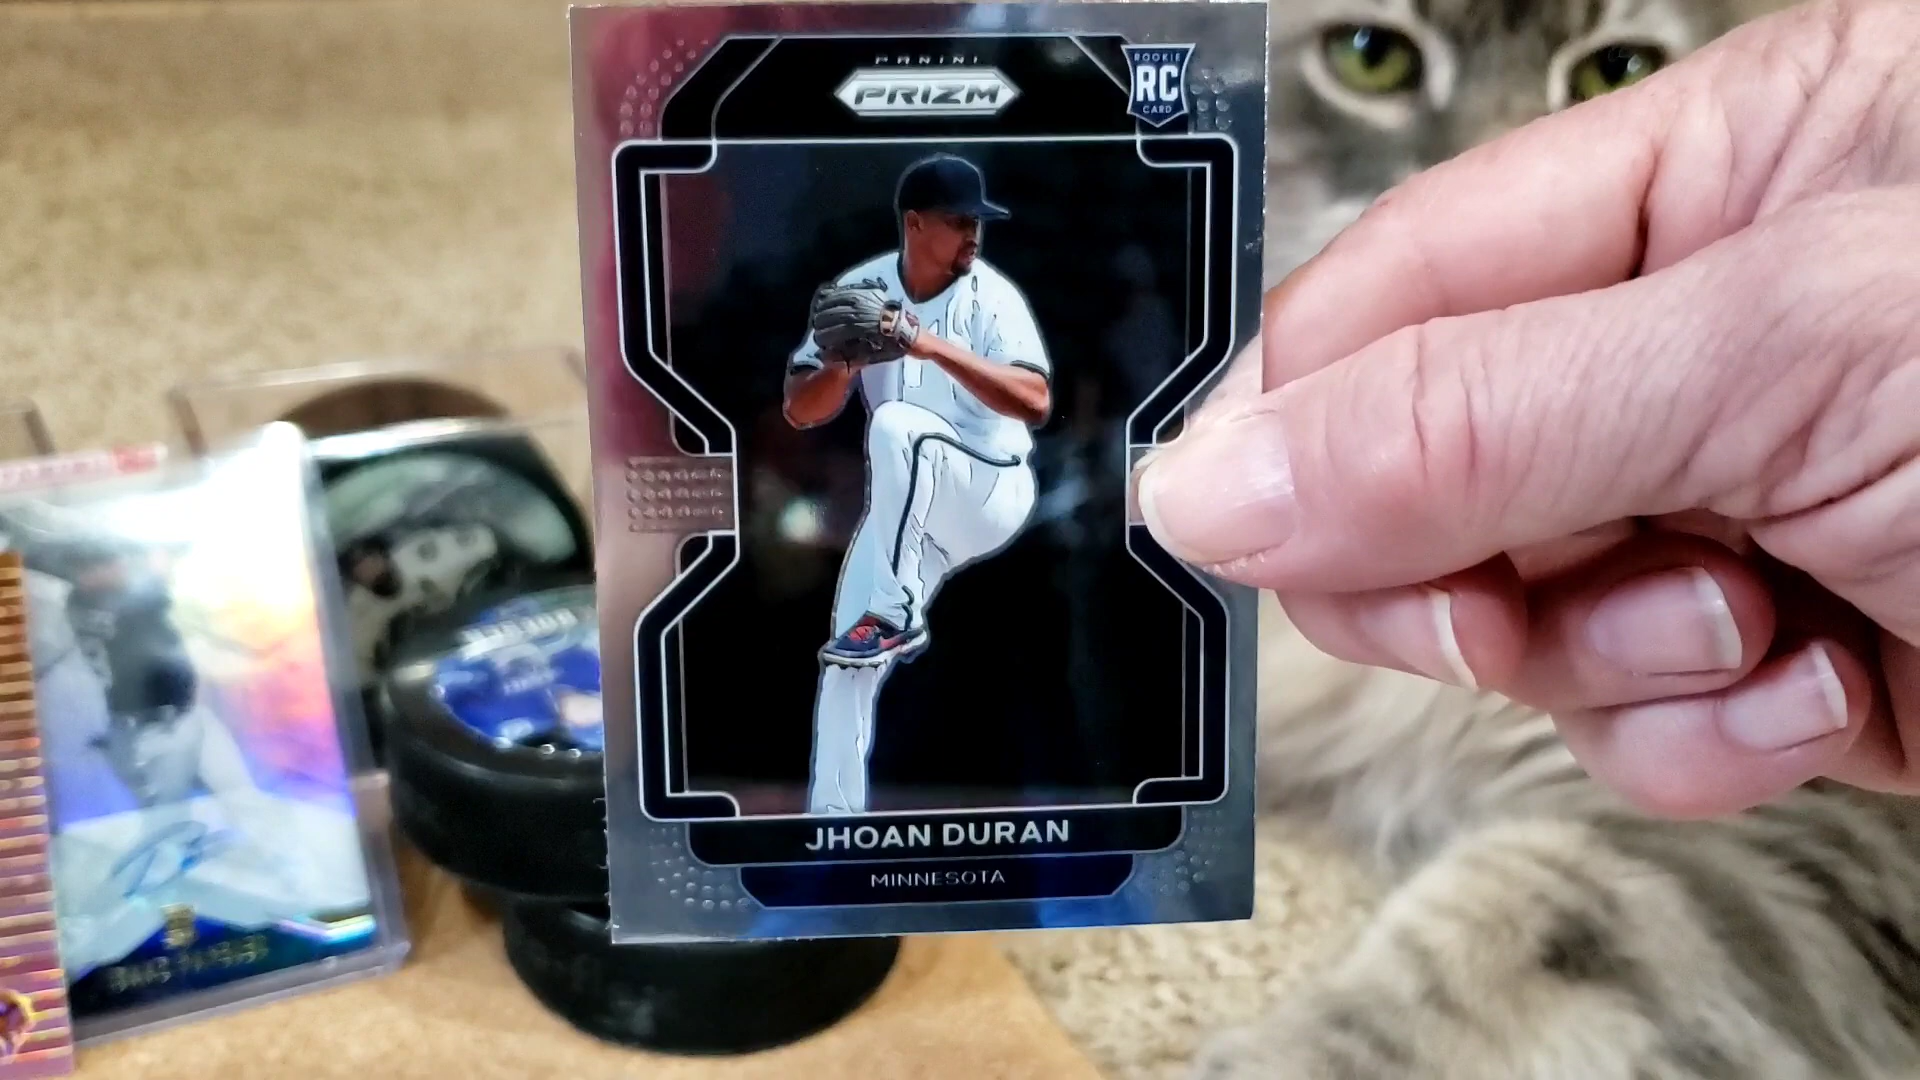 PANINI
PRIZM
ROOKIE
RC
CARD
JHOAN DURAN
MINNESOTA